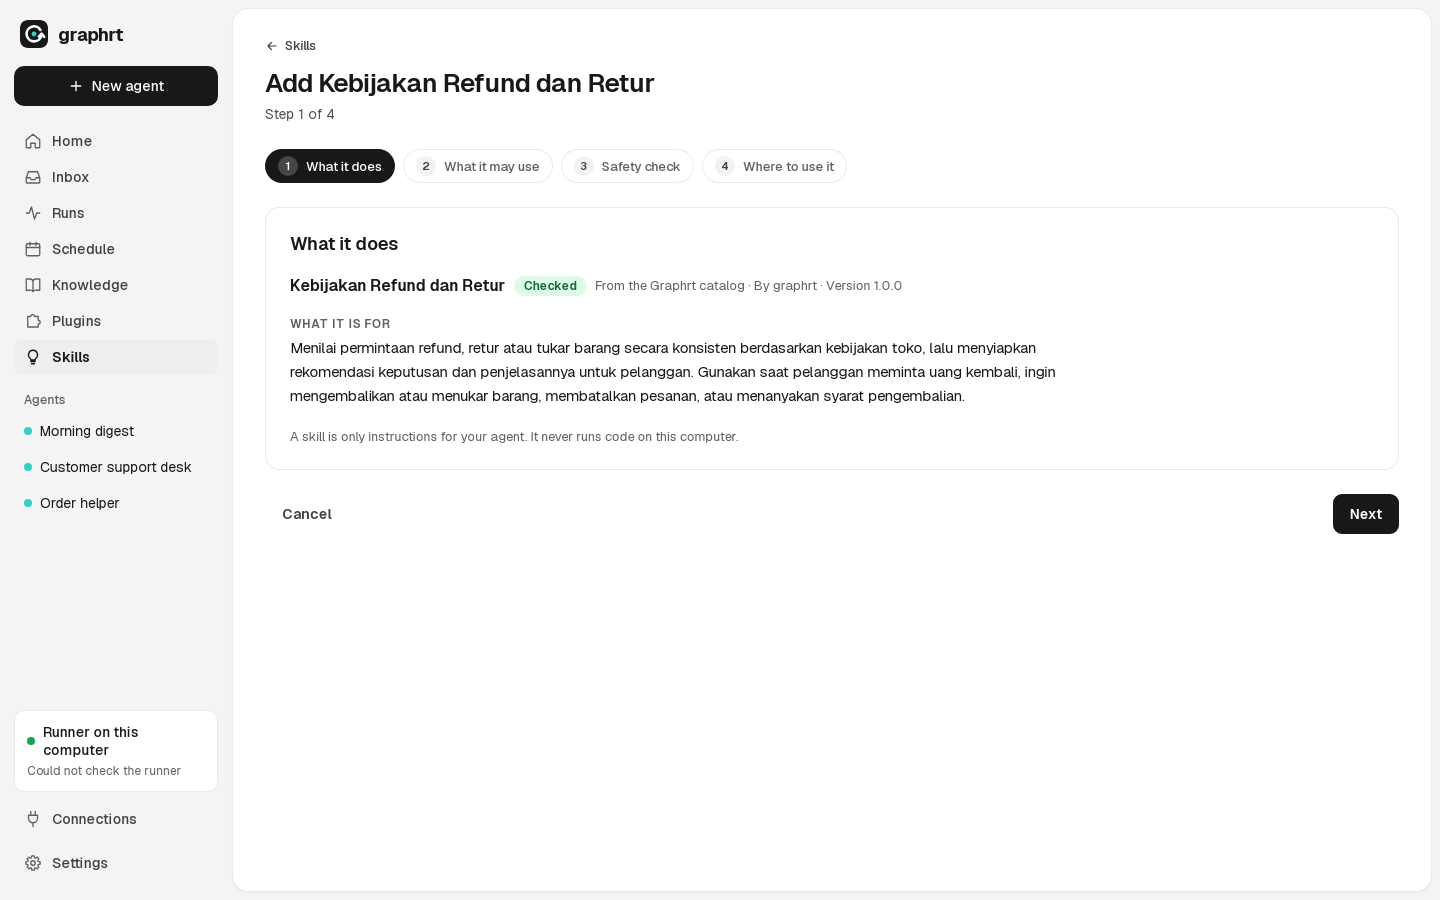 graphrt
New agent
Home
Inbox
Runs
Schedule
Knowledge
Plugins
Skills
Agents
Morning digest
Customer support desk
Order helper
Runner on this
computer
Could not check the runner
Connections
Settings
Skills
Add Kebijakan Refund dan Retur
Step 1 of 4
1 What it does
2 What it may use
3 Safety check
4 Where to use it
What it does
Kebijakan Refund dan Retur Checked From the Graphrt catalog · By graphrt · Version 1.0.0
WHAT IT IS FOR
Menilai permintaan refund, retur atau tukar barang secara konsisten berdasarkan kebijakan toko, lalu menyiapkan
rekomendasi keputusan dan penjelasannya untuk pelanggan. Gunakan saat pelanggan meminta uang kembali, ingin
mengembalikan atau menukar barang, membatalkan pesanan, atau menanyakan syarat pengembalian.
A skill is only instructions for your agent. It never runs code on this computer.
Cancel
Next